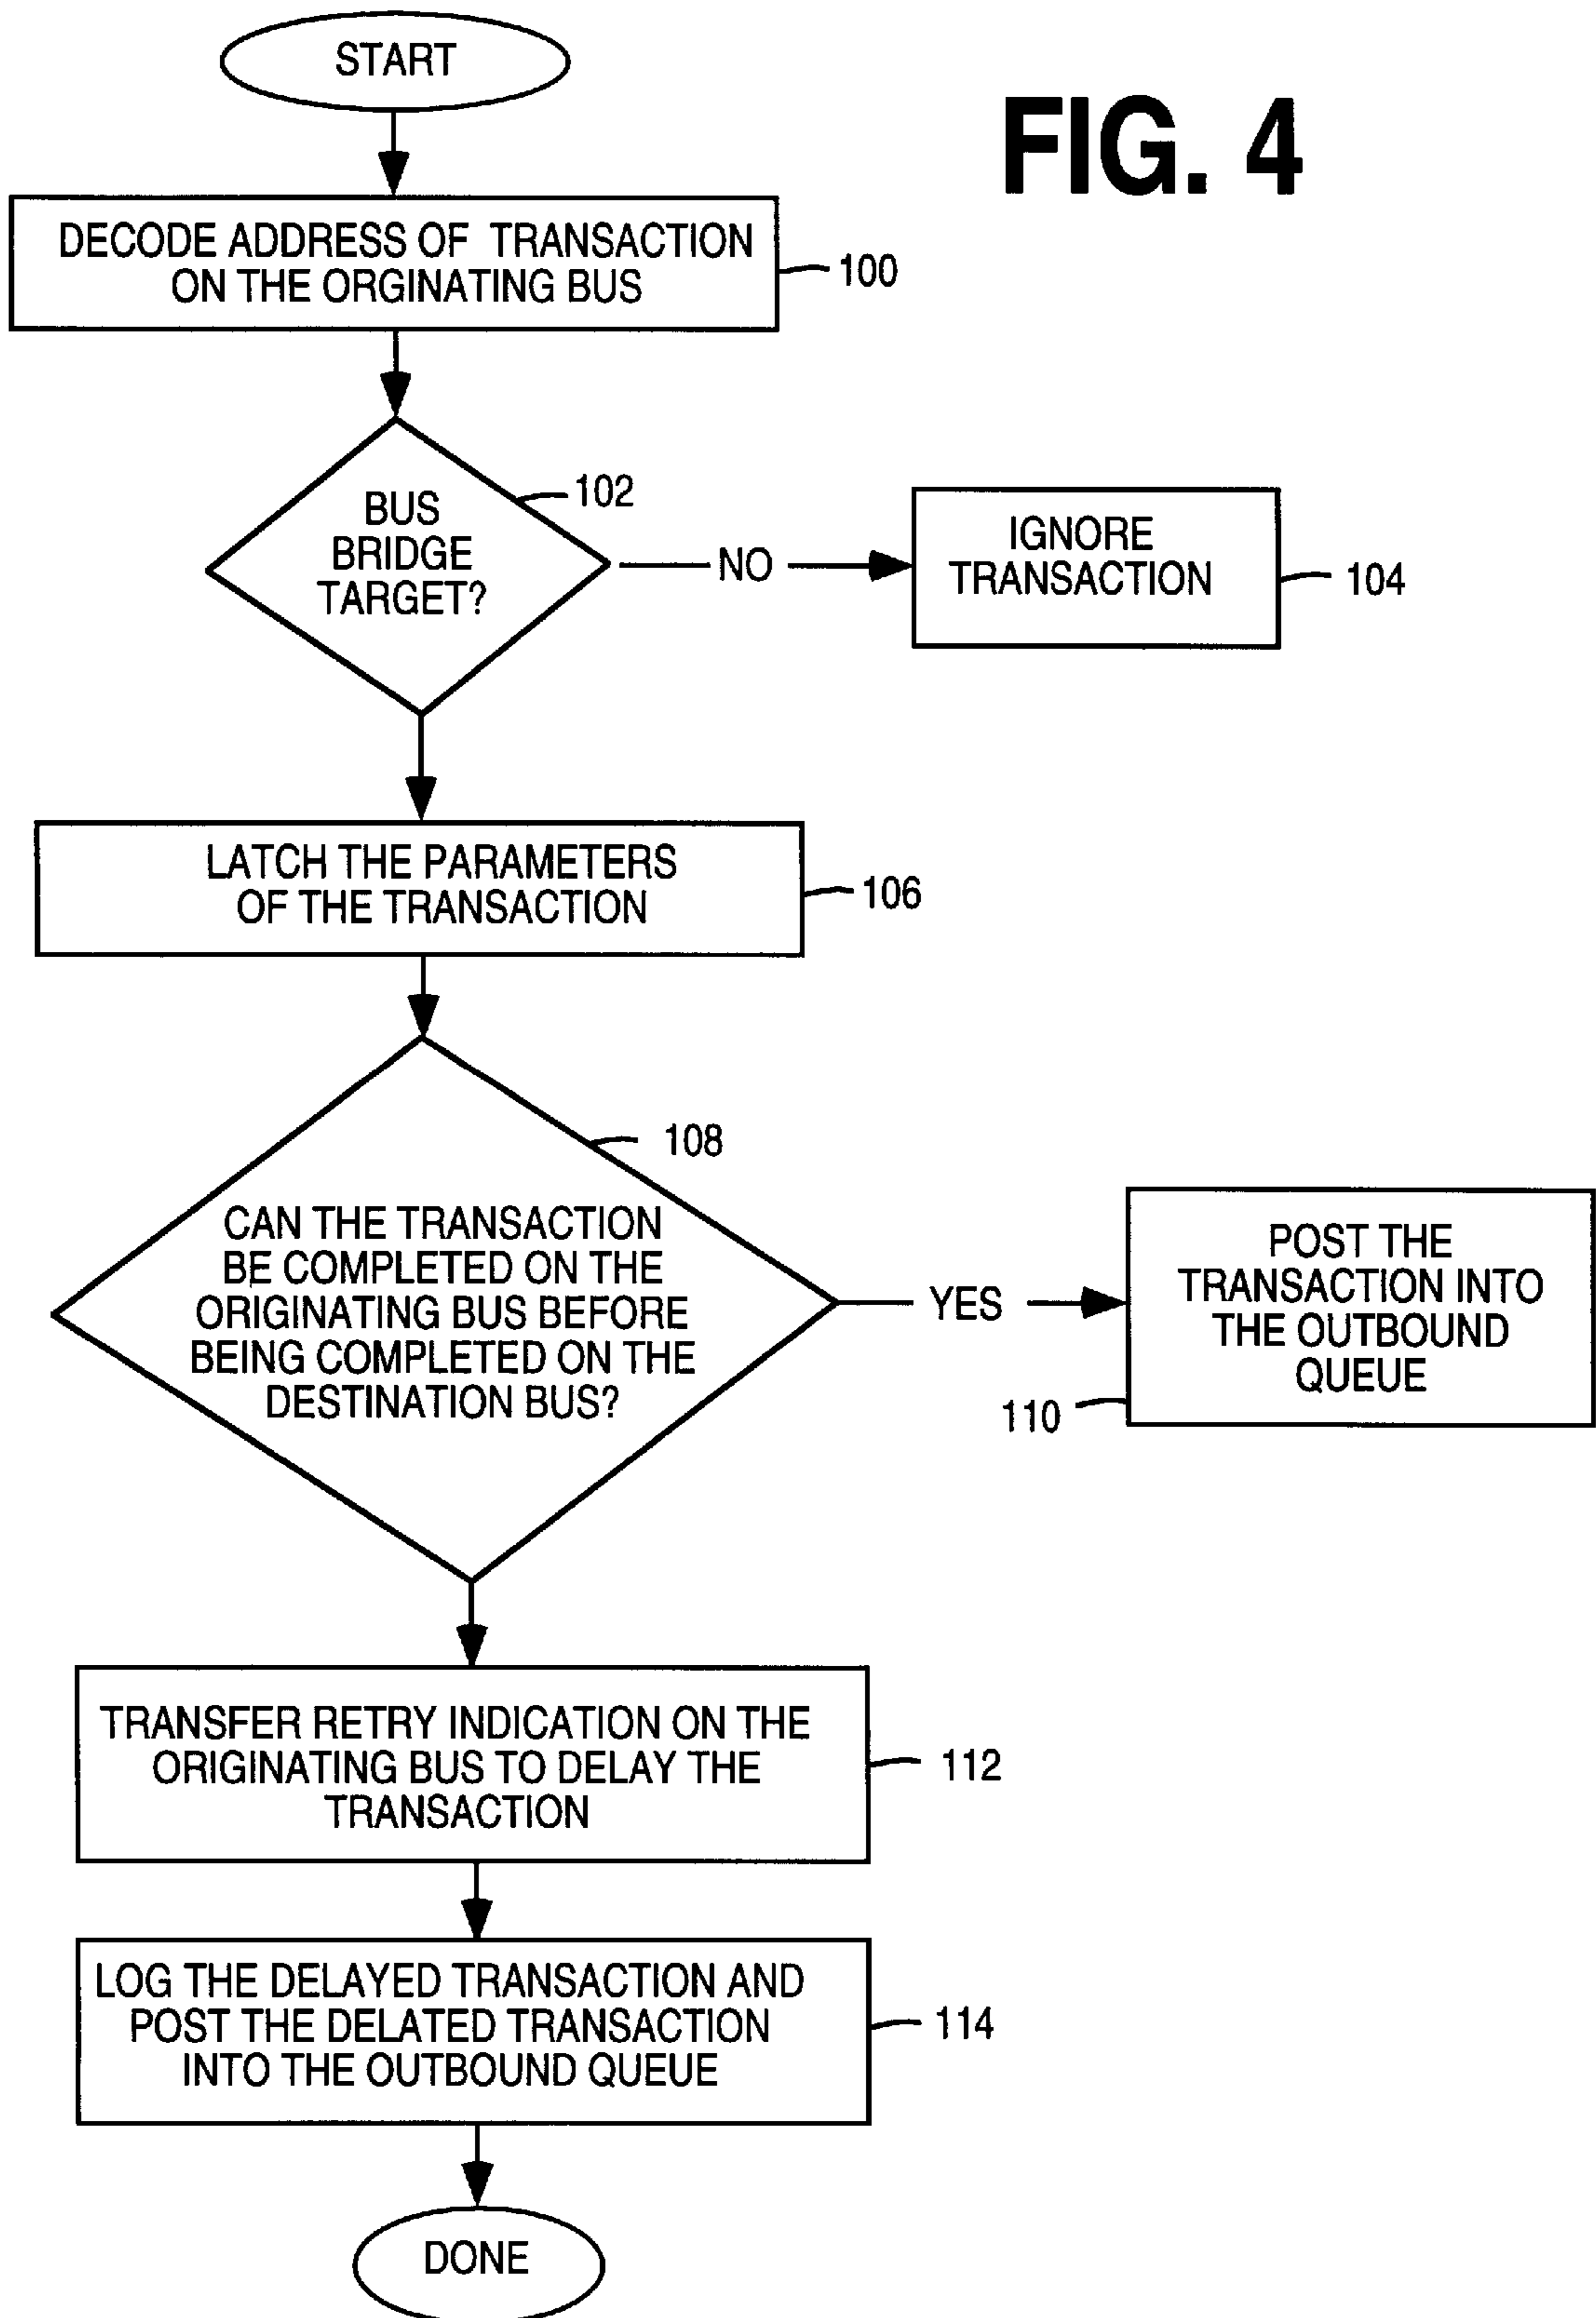 START
FIG. 4
DECODE ADDRESS OF TRANSACTION
ON THE ORGINATING BUS
100
BUS
BRIDGE
TARGET?
102
NO
IGNORE
TRANSACTION
104
LATCH THE PARAMETERS
OF THE TRANSACTION
106
108
CAN THE TRANSACTION
BE COMPLETED ON THE
ORIGINATING BUS BEFORE
BEING COMPLETED ON THE
DESTINATION BUS?
YES
POST THE
TRANSACTION INTO
THE OUTBOUND
QUEUE
110
TRANSFER RETRY INDICATION ON THE
ORIGINATING BUS TO DELAY THE
TRANSACTION
112
LOG THE DELAYED TRANSACTION AND
POST THE DELATED TRANSACTION
INTO THE OUTBOUND QUEUE
114
DONE